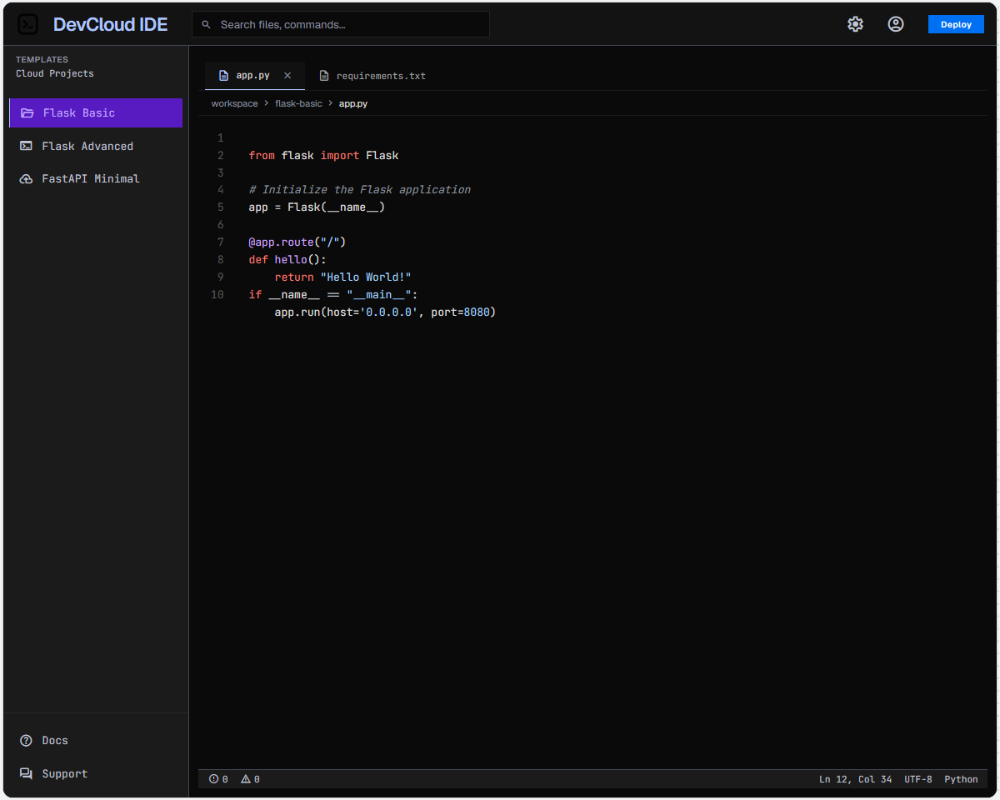 DevCloud IDE
Search files, commands...
Deploy
TEMPLATES
Cloud Projects
Flask Basic
Flask Advanced
FastAPI Minimal
Docs
Support
app.py
requirements.txt
workspace > flask-basic > app.py
1
2 from flask import Flask
3
4 # Initialize the Flask application
5 app = Flask(__name__)
6
7 @app.route("/")
8 def hello():
9     return "Hello World!"
10 if __name__ == "__main__":
    app.run(host='0.0.0.0', port=8080)
0 0
Ln 12, Col 34 UTF-8 Python